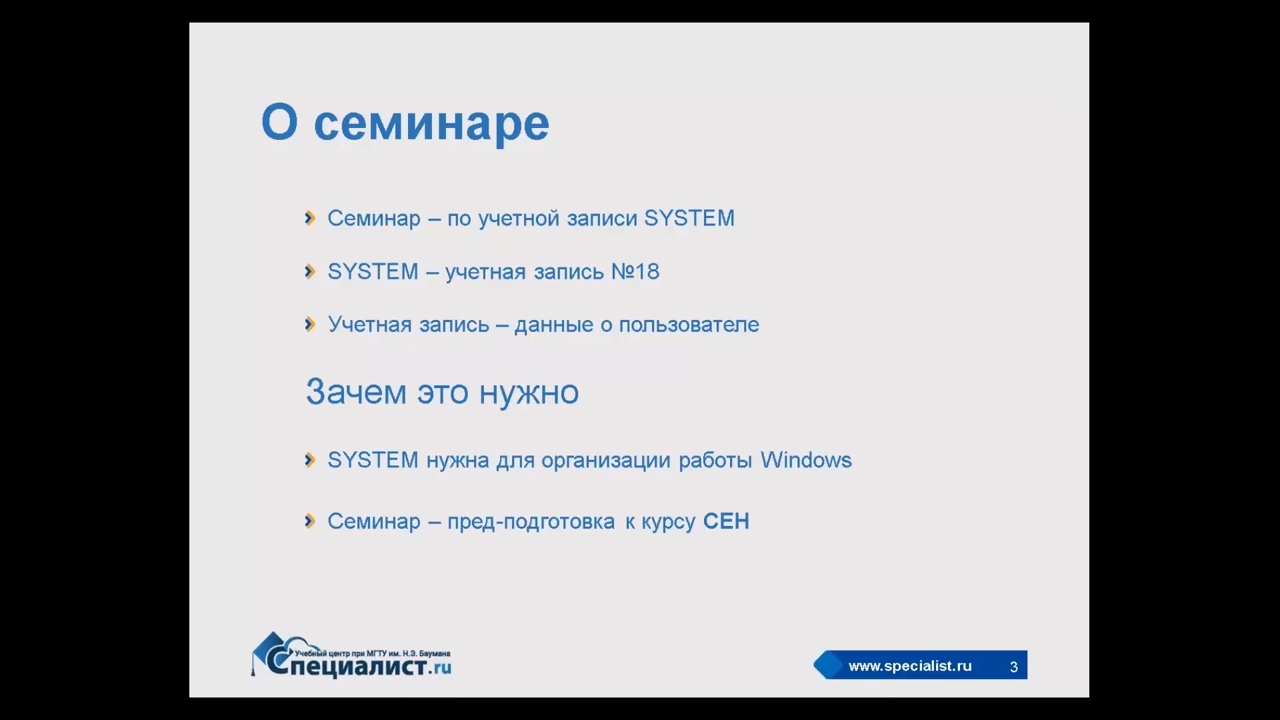 О семинаре
Семинар – по учетной записи SYSTEM
SYSTEM – учетная запись №18
Учетная запись – данные о пользователе
Зачем это нужно
SYSTEM нужна для организации работы Windows
Семинар – пред-подготовка к курсу CEH
Учебный центр при МГТУ им. Н.Э. Баумана
Специалист.ru
www.specialist.ru 3